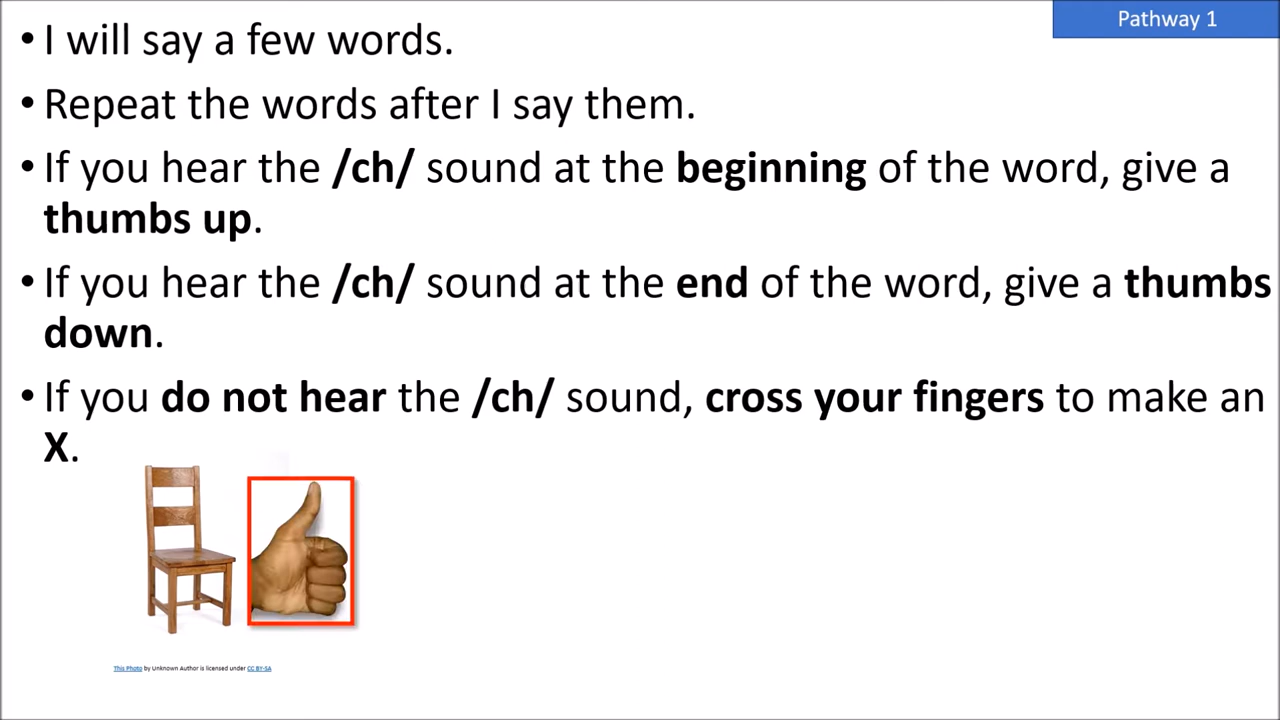 Pathway 1
• I will say a few words.
• Repeat the words after I say them.
• If you hear the /ch/ sound at the beginning of the word, give a
thumbs up.
• If you hear the /ch/ sound at the end of the word, give a thumbs
down.
• If you do not hear the /ch/ sound, cross your fingers to make an
X.
This Photo by Unknown Author is licensed under CC BY-SA